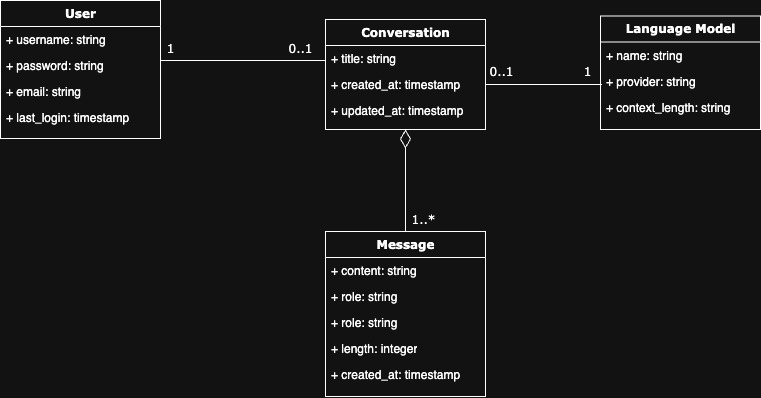 User
+ username: string
+ password: string
+ email: string
+ last_login: timestamp
1
0..1
Conversation
+ title: string
+ created_at: timestamp
+ updated_at: timestamp
0..1
1
Language Model
+ name: string
+ provider: string
+ context_length: string
1..*
Message
+ content: string
+ role: string
+ role: string
+ length: integer
+ created_at: timestamp